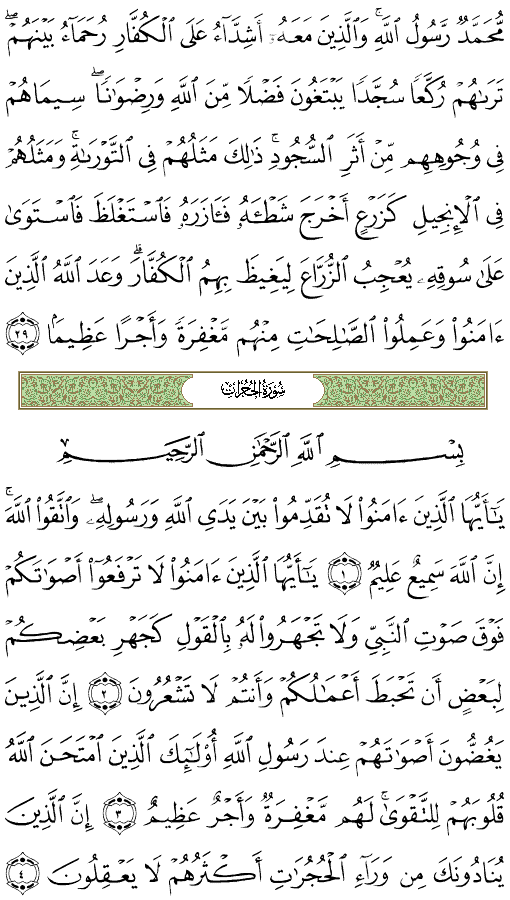 مُّحَمَّدٌ رَّسُولُ ٱللَّهِۚ وَٱلَّذِينَ مَعَهُۥٓ أَشِدَّآءُ عَلَى ٱلْكُفَّارِ رُحَمَآءُ بَيْنَهُمْۖ
تَرَىٰهُمْ رُكَّعًا سُجَّدًا يَبْتَغُونَ فَضْلًا مِّنَ ٱللَّهِ وَرِضْوَٰنًاۖ سِيمَاهُمْ
فِى وُجُوهِهِم مِّنْ أَثَرِ ٱلسُّجُودِۚ ذَٰلِكَ مَثَلُهُمْ فِى ٱلتَّوْرَىٰةِۚ وَمَثَلُهُمْ
فِى ٱلْإِنجِيلِ كَزَرْعٍ أَخْرَجَ شَطْـَٔهُۥ فَـَٔازَرَهُۥ فَٱسْتَغْلَظَ فَٱسْتَوَىٰ
عَلَىٰ سُوقِهِۦ يُعْجِبُ ٱلزُّرَّاعَ لِيَغِيظَ بِهِمُ ٱلْكُفَّارَۗ وَعَدَ ٱللَّهُ ٱلَّذِينَ
ءَامَنُوا۟ وَعَمِلُوا۟ ٱلصَّٰلِحَٰتِ مِنْهُم مَّغْفِرَةً وَأَجْرًا عَظِيمًۢا ٢٩
سُورَةُ الحُجُرَاتِ
بِسْمِ ٱللَّهِ ٱلرَّحْمَٰنِ ٱلرَّحِيمِ
يَٰٓأَيُّهَا ٱلَّذِينَ ءَامَنُوا۟ لَا تُقَدِّمُوا۟ بَيْنَ يَدَىِ ٱللَّهِ وَرَسُولِهِۦۖ وَٱتَّقُوا۟ ٱللَّهَۚ
إِنَّ ٱللَّهَ سَمِيعٌ عَلِيمٌ ١ يَٰٓأَيُّهَا ٱلَّذِينَ ءَامَنُوا۟ لَا تَرْفَعُوٓا۟ أَصْوَٰتَكُمْ
فَوْقَ صَوْتِ ٱلنَّبِىِّ وَلَا تَجْهَرُوا۟ لَهُۥ بِٱلْقَوْلِ كَجَهْرِ بَعْضِكُمْ
لِبَعْضٍ أَن تَحْبَطَ أَعْمَٰلُكُمْ وَأَنتُمْ لَا تَشْعُرُونَ ٢ إِنَّ ٱلَّذِينَ
يَغُضُّونَ أَصْوَٰتَهُمْ عِندَ رَسُولِ ٱللَّهِ أُو۟لَٰٓئِكَ ٱلَّذِينَ ٱمْتَحَنَ ٱللَّهُ
قُلُوبَهُمْ لِلتَّقْوَىٰۚ لَهُم مَّغْفِرَةٌ وَأَجْرٌ عَظِيمٌ ٣ إِنَّ ٱلَّذِينَ
يُنَادُونَكَ مِن وَرَآءِ ٱلْحُجُرَٰتِ أَكْثَرُهُمْ لَا يَعْقِلُونَ ٤